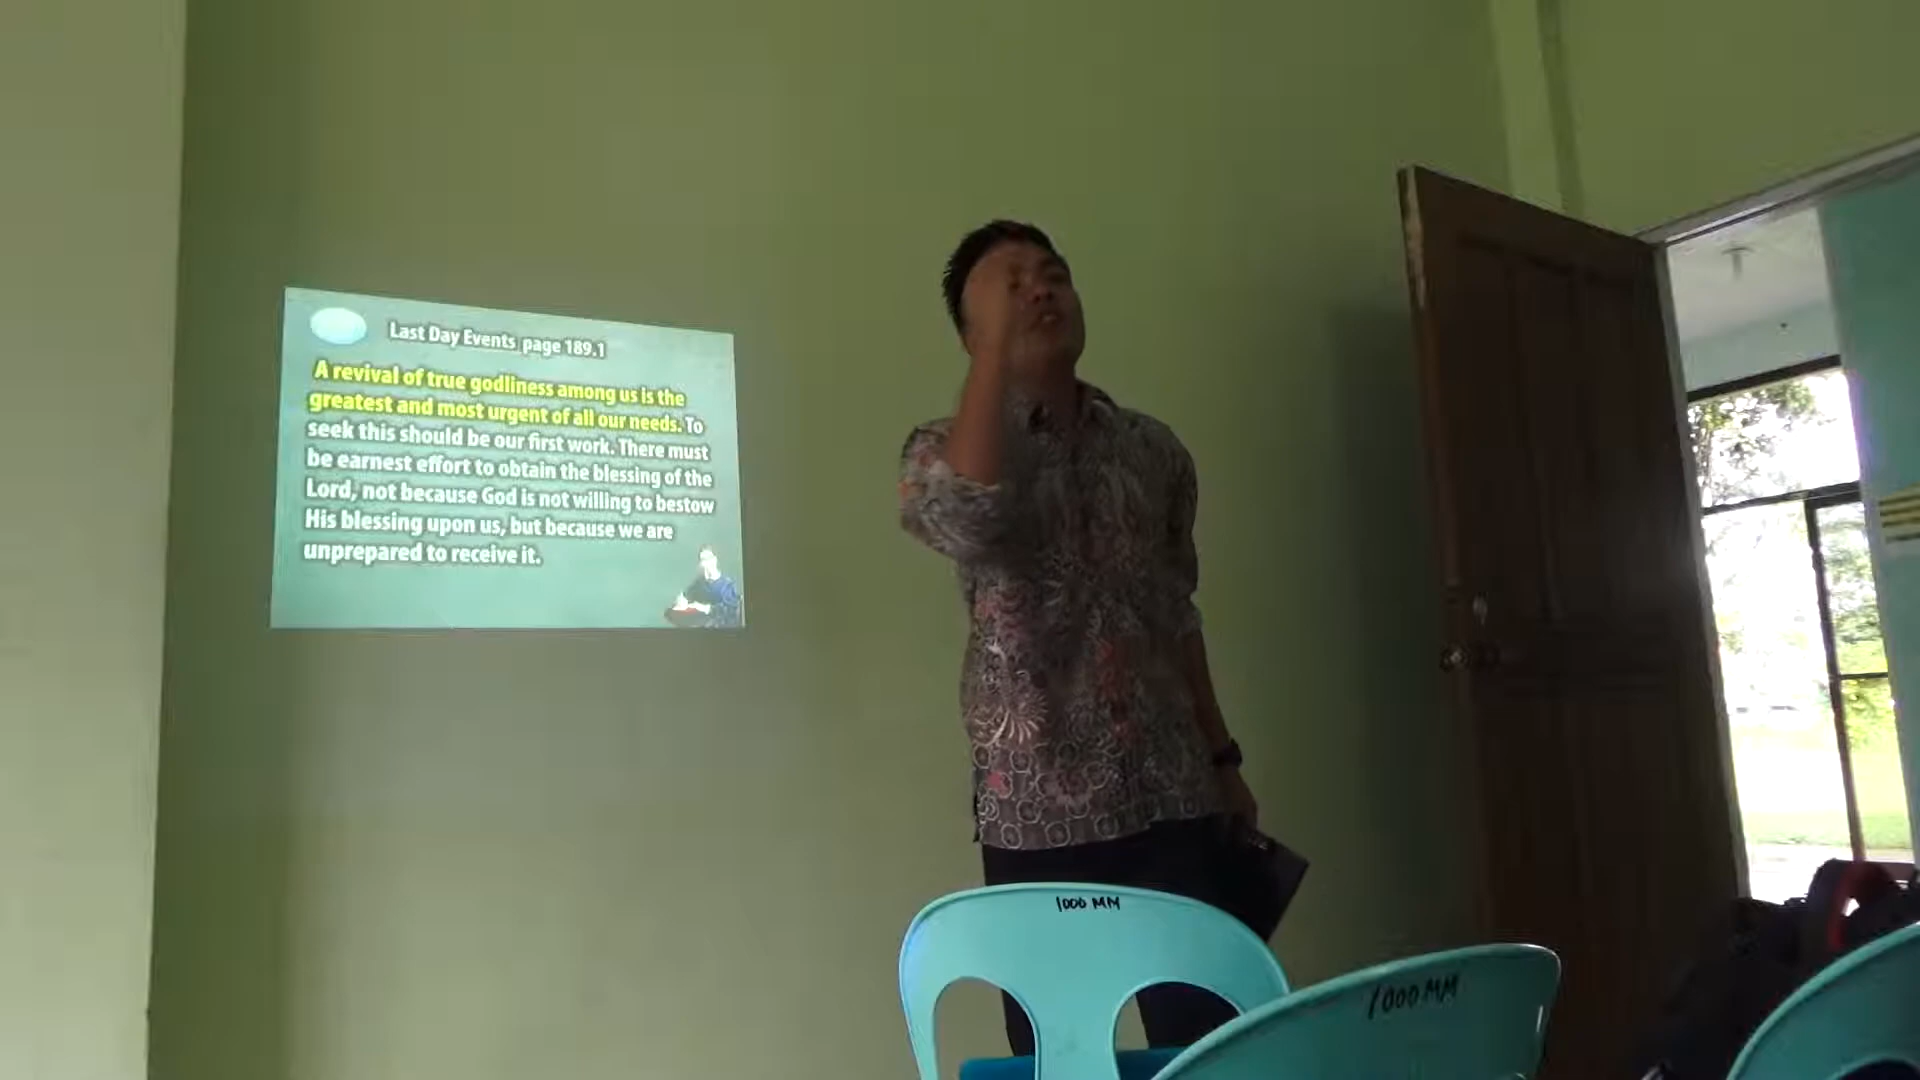 Last Day Events page 189.1
A revival of true godliness among us is the
greatest and most urgent of all our needs. To
seek this should be our first work. There must
be earnest effort to obtain the blessing of the
Lord, not because God is not willing to bestow
His blessing upon us, but because we are
unprepared to receive it.
1000 MM
1000 MM